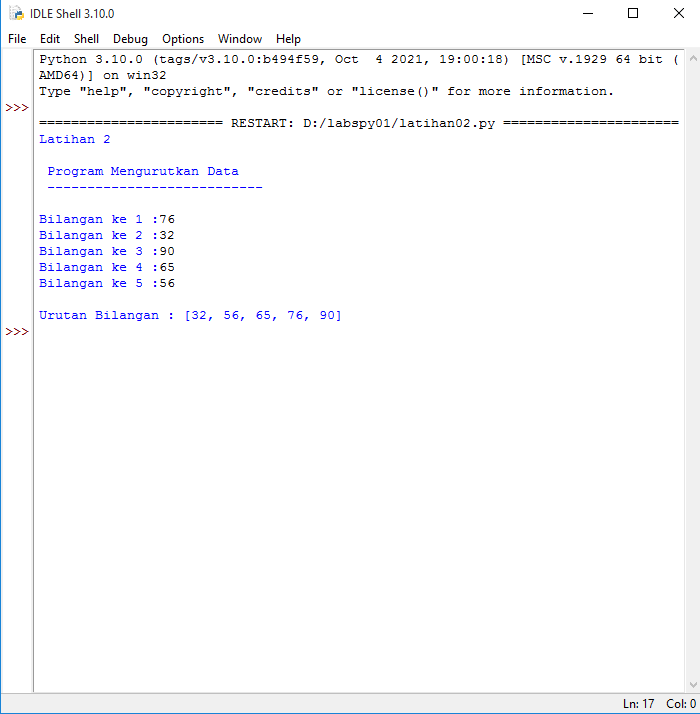 IDLE Shell 3.10.0
File Edit Shell Debug Options Window Help
Python 3.10.0 (tags/v3.10.0:b494f59, Oct  4 2021, 19:00:18) [MSC v.1929 64 bit (
AMD64)] on win32
Type "help", "copyright", "credits" or "license()" for more information.
>>>
======================= RESTART: D:/labspy01/latihan02.py ======================
Latihan 2
Program Mengurutkan Data
---------------------------
Bilangan ke 1 :76
Bilangan ke 2 :32
Bilangan ke 3 :90
Bilangan ke 4 :65
Bilangan ke 5 :56
Urutan Bilangan : [32, 56, 65, 76, 90]
>>>
Ln: 17 Col: 0